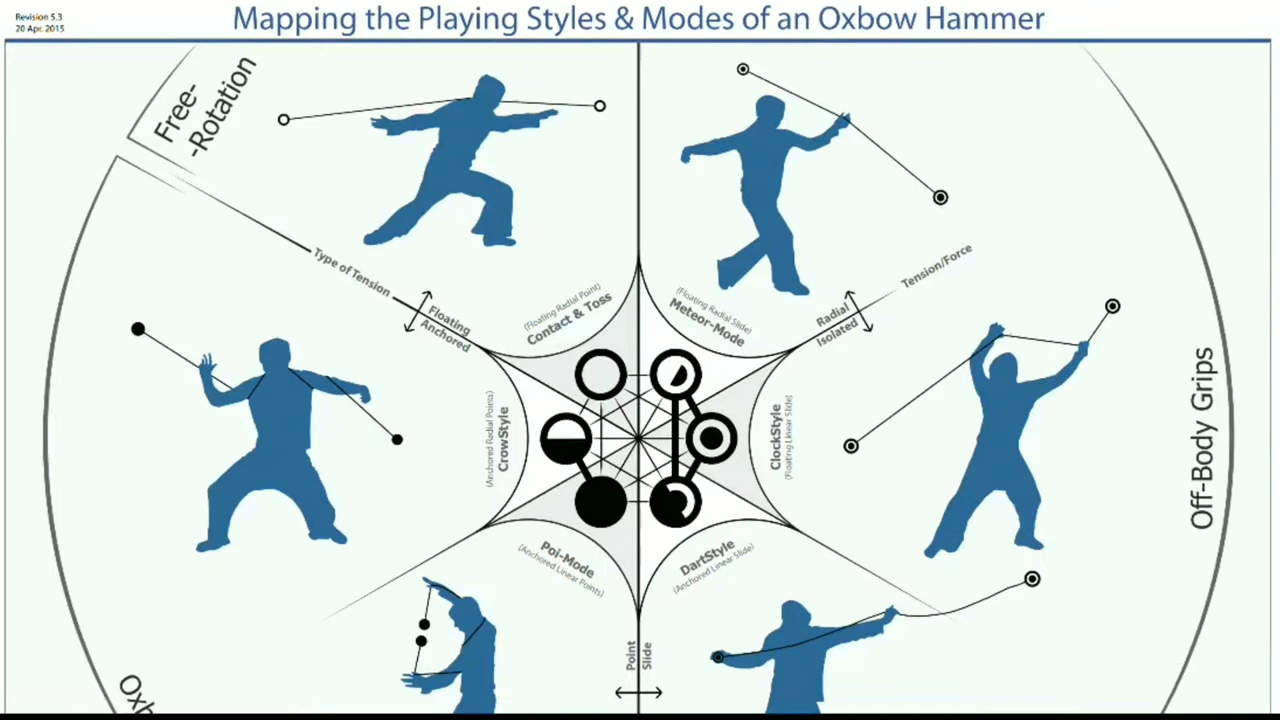 Revision 5.3
20 Apr. 2015
Mapping the Playing Styles & Modes of an Oxbow Hammer
Free-
-Rotation
Type of Tension
Floating
Anchored
(Floating Radial Point)
Contact & Toss
(Floating Radial Slide)
Meteor-Mode
Tension/Force
Radial
Isolated
(Anchored Radial Points)
CrowStyle
ClockStyle
(Floating Linear Slide)
Off-Body Grips
Poi-Mode
(Anchored Linear Points)
DartStyle
(Anchored Linear Slide)
Point
Slide